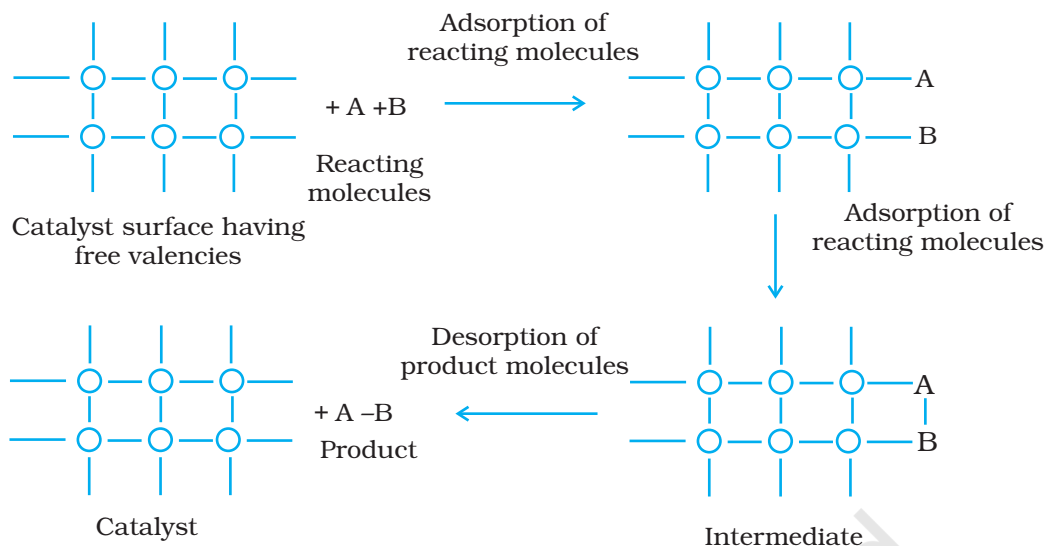 Adsorption of
reacting molecules
+ A +B
Reacting
molecules
Catalyst surface having
free valencies
A
B
Adsorption of
reacting molecules
Desorption of
product molecules
A
B
Intermediate
+ A –B
Product
Catalyst